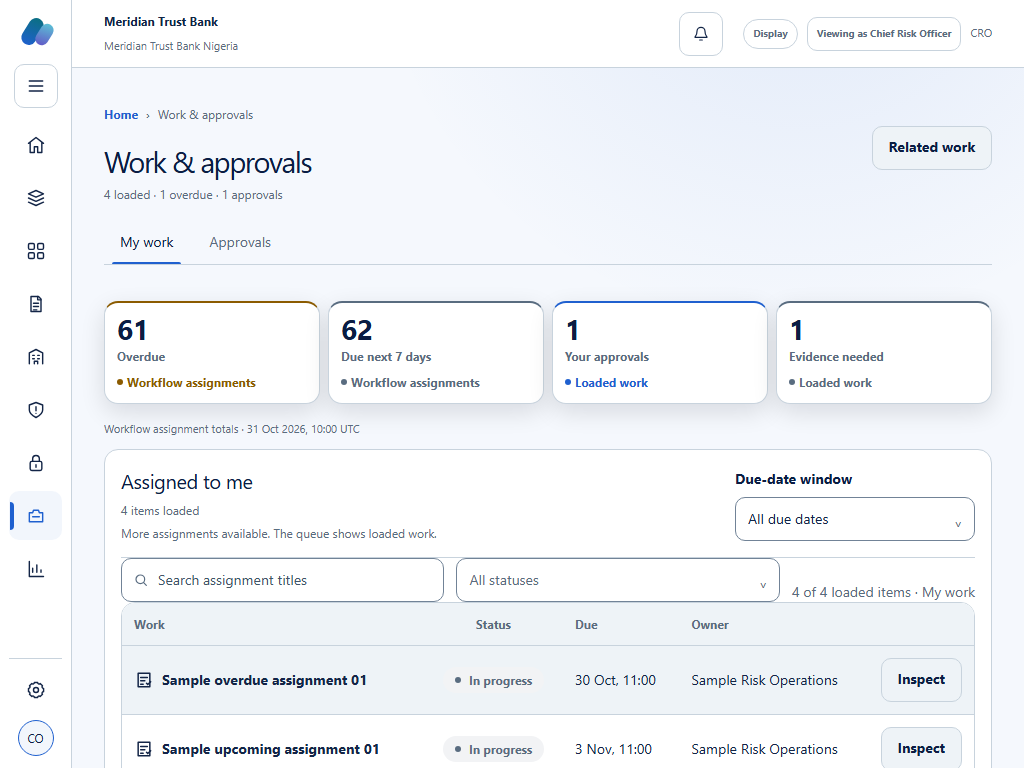 Meridian Trust Bank
Meridian Trust Bank Nigeria
Display
Viewing as Chief Risk Officer
CRO
Home › Work & approvals
Work & approvals
4 loaded · 1 overdue · 1 approvals
Related work
My work
Approvals
61
Overdue
Workflow assignments
62
Due next 7 days
Workflow assignments
1
Your approvals
Loaded work
1
Evidence needed
Loaded work
Workflow assignment totals · 31 Oct 2026, 10:00 UTC
Assigned to me
4 items loaded
More assignments available. The queue shows loaded work.
Due-date window
All due dates
Search assignment titles
All statuses
4 of 4 loaded items · My work
Work Status Due Owner
Sample overdue assignment 01 In progress 30 Oct, 11:00 Sample Risk Operations Inspect
Sample upcoming assignment 01 In progress 3 Nov, 11:00 Sample Risk Operations Inspect
CO